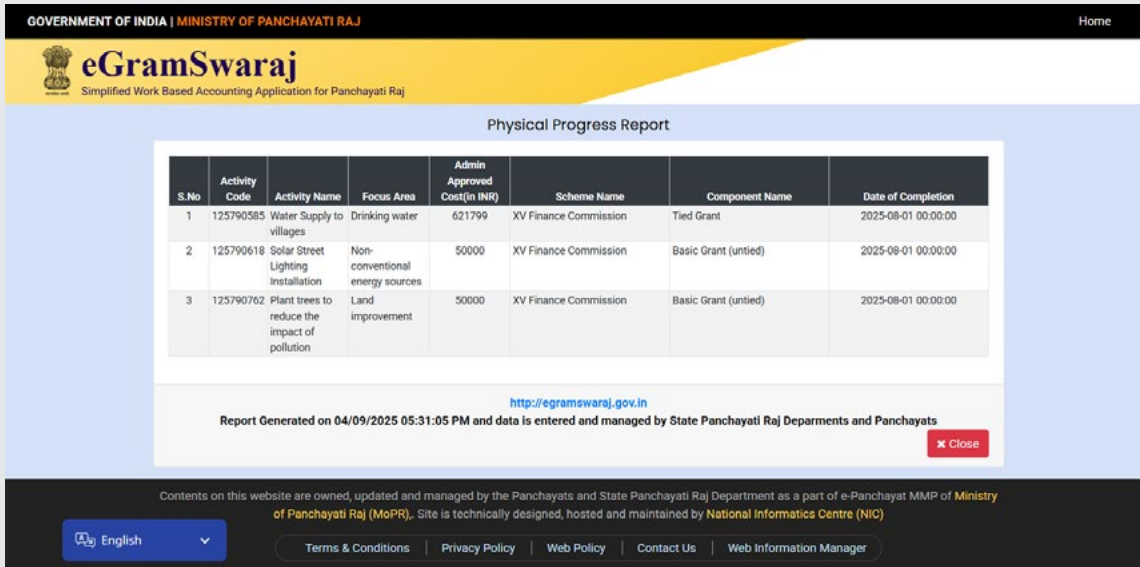 GOVERNMENT OF INDIA | MINISTRY OF PANCHAYATI RAJ
Home
eGramSwaraj
Simplified Work Based Accounting Application for Panchayati Raj
Physical Progress Report
S.No Activity Code Activity Name Focus Area Admin Approved Cost(in INR) Scheme Name Component Name Date of Completion
1 125790585 Water Supply to villages Drinking water 621799 XV Finance Commission Tied Grant 2025-08-01 00:00:00
2 125790618 Solar Street Lighting Installation Non-conventional energy sources 50000 XV Finance Commission Basic Grant (untied) 2025-08-01 00:00:00
3 125790762 Plant trees to reduce the impact of pollution Land improvement 50000 XV Finance Commission Basic Grant (untied) 2025-08-01 00:00:00
http://egramswaraj.gov.in
Report Generated on 04/09/2025 05:31:05 PM and data is entered and managed by State Panchayati Raj Deparments and Panchayats
× Close
Contents on this website are owned, updated and managed by the Panchayats and State Panchayati Raj Department as a part of e-Panchayat MMP of Ministry
of Panchayati Raj (MoPR),. Site is technically designed, hosted and maintained by National Informatics Centre (NIC)
English
Terms & Conditions | Privacy Policy | Web Policy | Contact Us | Web Information Manager